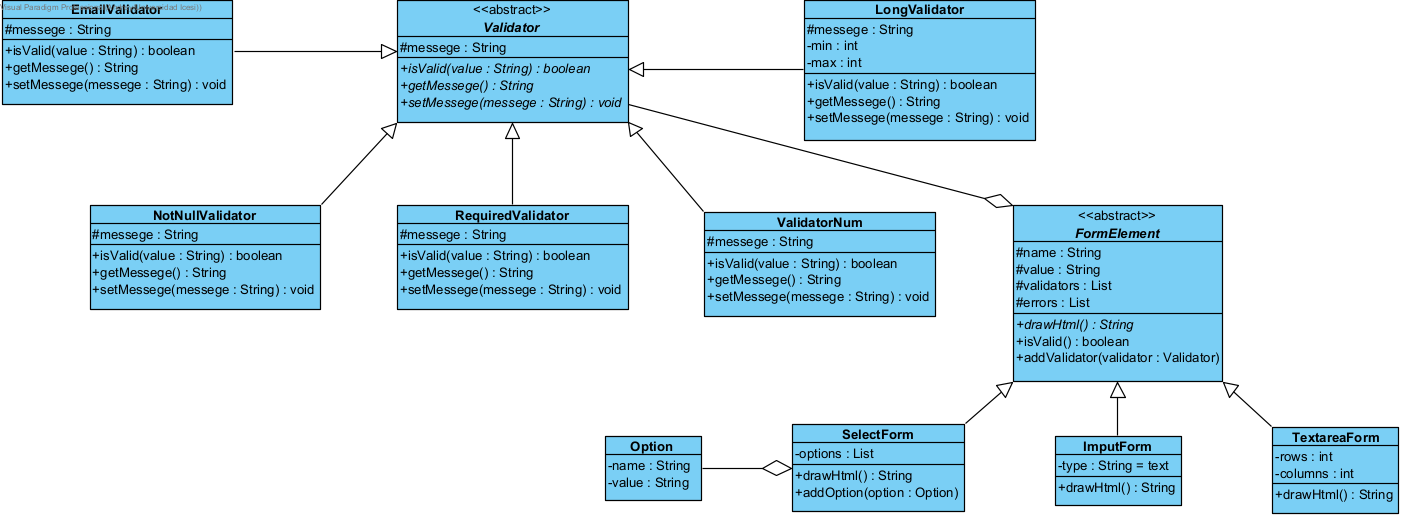 EmailValidator
#messege : String
+isValid(value : String) : boolean
+getMessege() : String
+setMessege(messege : String) : void
<<abstract>>
Validator
#messege : String
+isValid(value : String) : boolean
+getMessege() : String
+setMessege(messege : String) : void
LongValidator
#messege : String
-min : int
-max : int
+isValid(value : String) : boolean
+getMessege() : String
+setMessege(messege : String) : void
NotNullValidator
#messege : String
+isValid(value : String) : boolean
+getMessege() : String
+setMessege(messege : String) : void
RequiredValidator
#messege : String
+isValid(value : String) : boolean
+getMessege() : String
+setMessege(messege : String) : void
ValidatorNum
#messege : String
+isValid(value : String) : boolean
+getMessege() : String
+setMessege(messege : String) : void
<<abstract>>
FormElement
#name : String
#value : String
#validators : List
#errors : List
+drawHtml() : String
+isValid() : boolean
+addValidator(validator : Validator)
Option
-name : String
-value : String
SelectForm
-options : List
+drawHtml() : String
+addOption(option : Option)
ImputForm
-type : String = text
+drawHtml() : String
TextareaForm
-rows : int
-columns : int
+drawHtml() : String